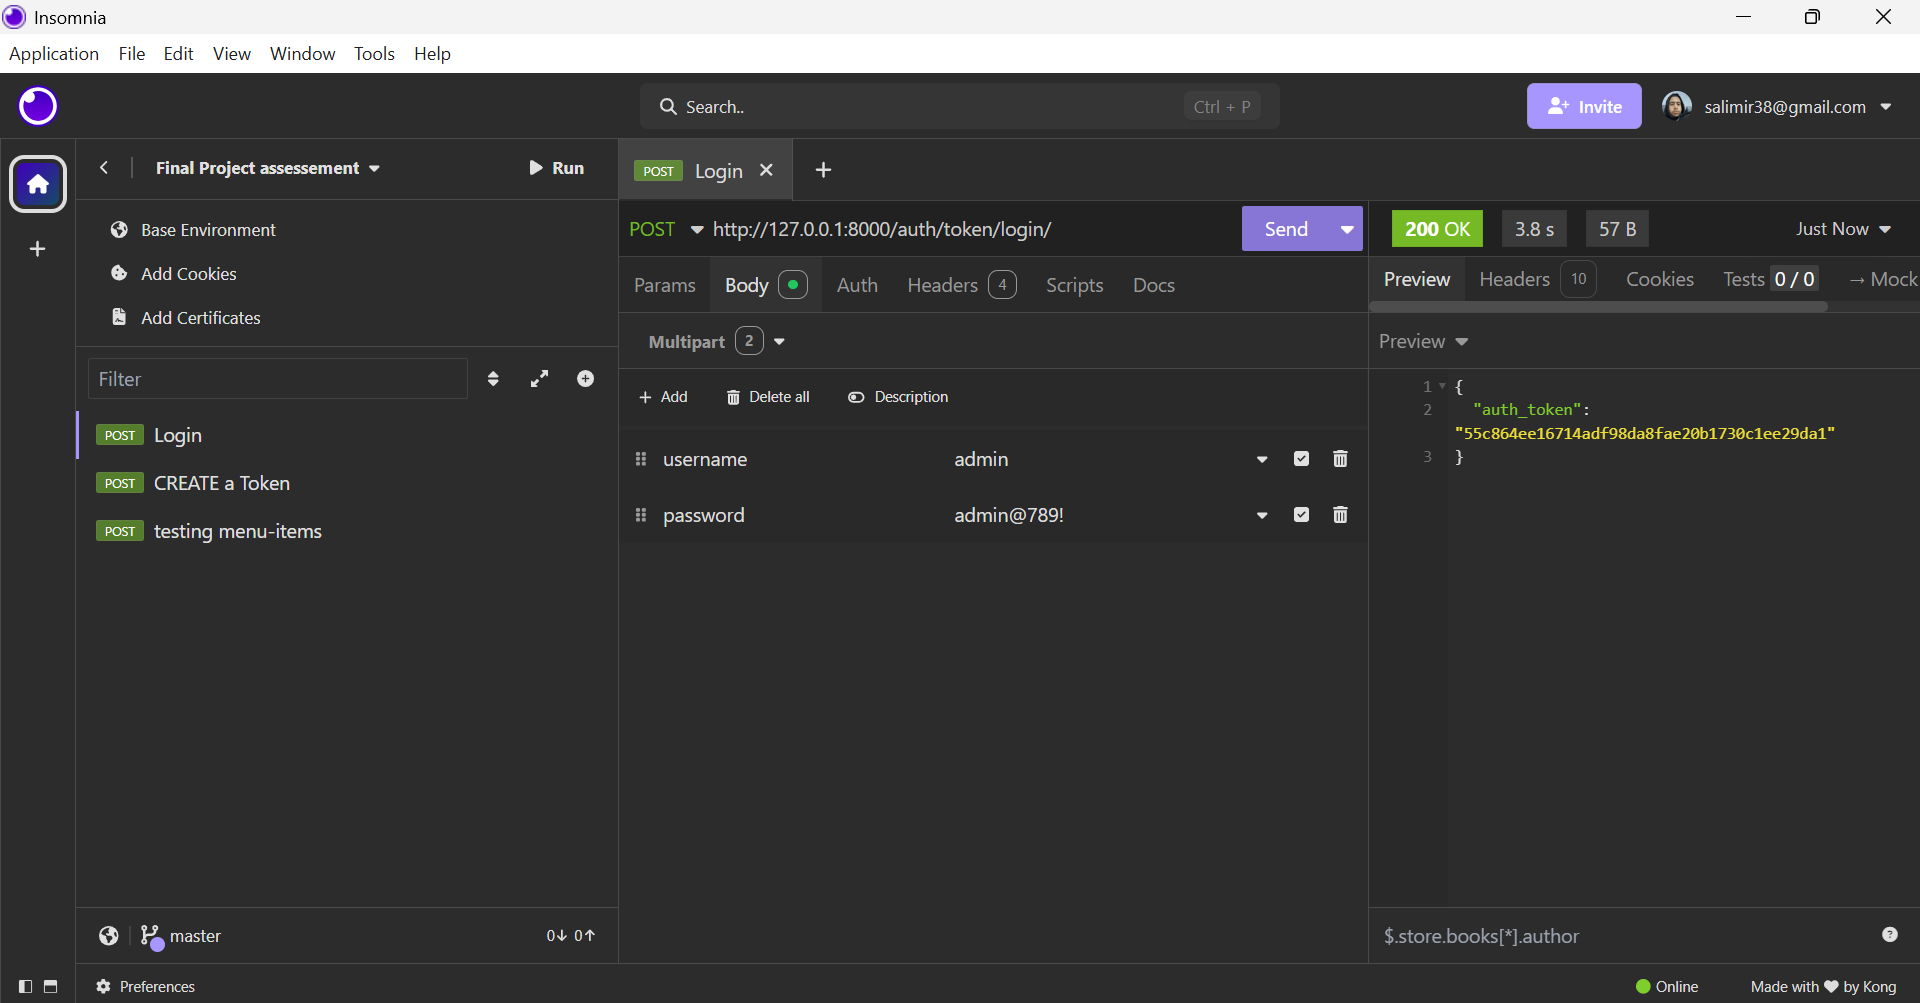 Insomnia
Application File Edit View Window Tools Help
Search.. Ctrl + P
Invite
salimir38@gmail.com
Final Project assessement
Run
Base Environment
Add Cookies
Add Certificates
Filter
POST Login
POST CREATE a Token
POST testing menu-items
master
0↓ 0↑
Preferences
POST Login
POST http://127.0.0.1:8000/auth/token/login/ Send
Params Body Auth Headers 4 Scripts Docs
Multipart 2
+ Add Delete all Description
username admin
password admin@789!
200 OK 3.8 s 57 B Just Now
Preview Headers 10 Cookies Tests 0 / 0 → Mock
Preview
1 {
2 "auth_token":
"55c864ee16714adf98da8fae20b1730c1ee29da1"
3 }
$.store.books[*].author ?
Online Made with ♥ by Kong